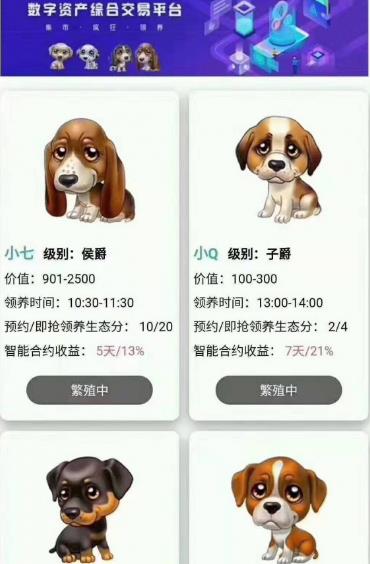 数字资产综合交易平台
集市·疯狂·领养
小七 级别：侯爵
价值：901-2500
领养时间：10:30-11:30
预约/即抢领养生态分： 10/20
智能合约收益： 5天/13%
繁殖中
小Q 级别：子爵
价值：100-300
领养时间：13:00-14:00
预约/即抢领养生态分： 2/4
智能合约收益： 7天/21%
繁殖中